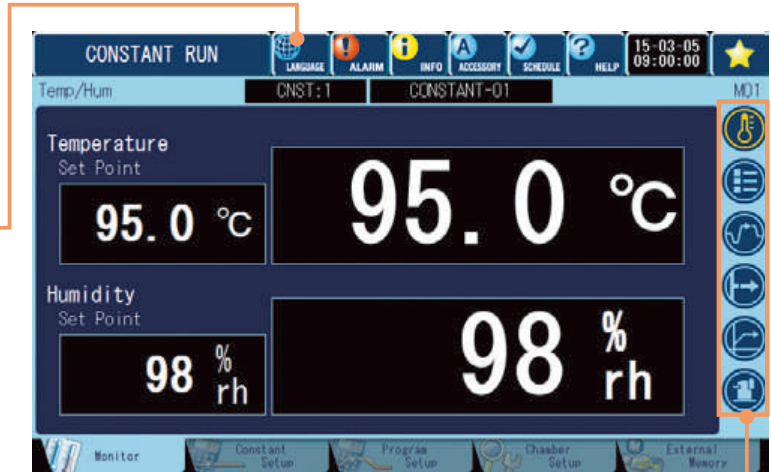 CONSTANT RUN
LANGUAGE
ALARM
INFO
ACCESSORY
SCHEDULE
HELP
15-03-05
09:00:00
Temp/Hum
CNST:1
CONSTANT-01
M01
Temperature
Set Point
95.0 ℃
95.0 ℃
Humidity
Set Point
98 % rh
98 % rh
Monitor
Constant Setup
Program Setup
Chamber Setup
External Memory